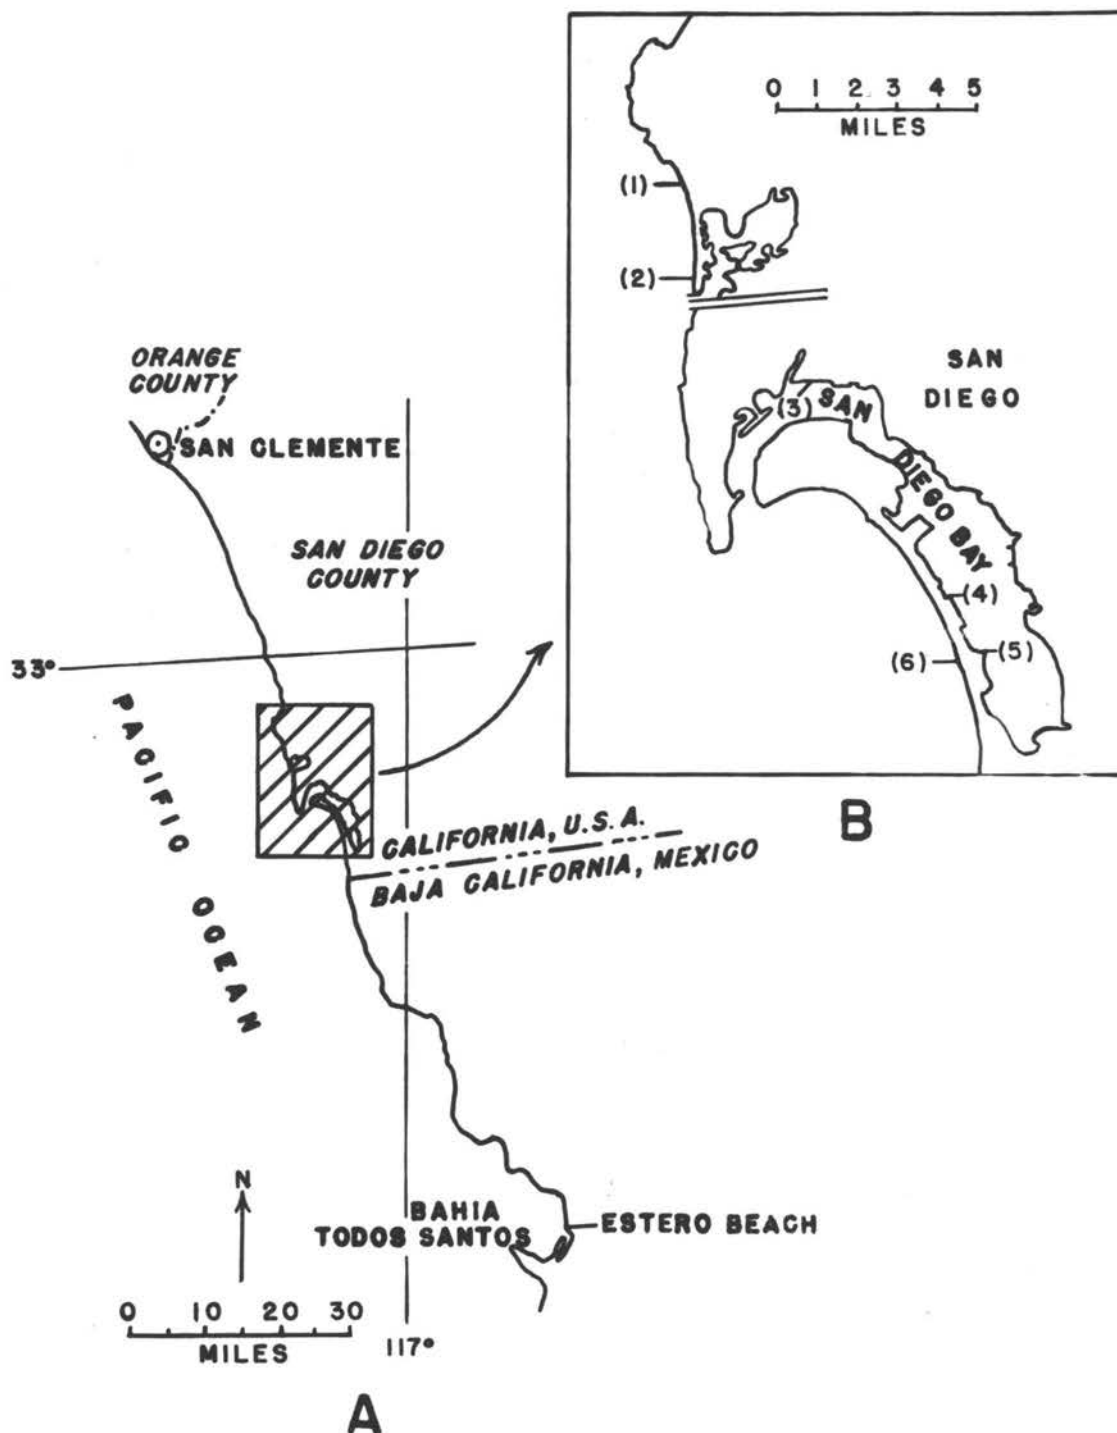 ORANGE
COUNTY
SAN CLEMENTE
SAN DIEGO
COUNTY
33°
PACIFIC OCEAN
CALIFORNIA, U.S.A.
BAJA CALIFORNIA, MEXICO
N
BAHIA
TODOS SANTOS
ESTERO BEACH
0 10 20 30
MILES
117°
A
0 1 2 3 4 5
MILES
(1)
(2)
SAN
DIEGO
(3)
SAN
DIEGO BAY
(4)
(5)
(6)
B